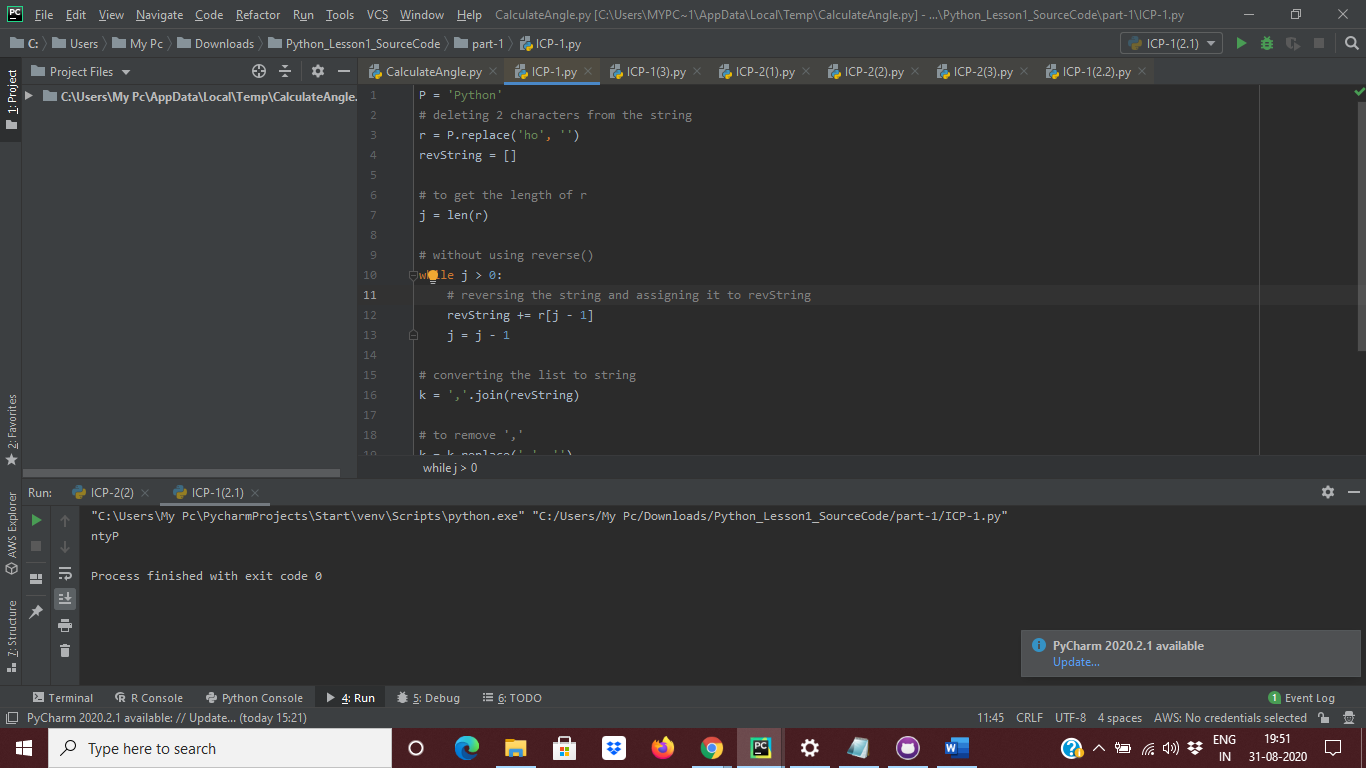 File Edit View Navigate Code Refactor Run Tools VCS Window Help CalculateAngle.py [C:\Users\MYPC~1\AppData\Local\Temp\CalculateAngle.py] - ...\Python_Lesson1_SourceCode\part-1\ICP-1.py
C: Users My Pc Downloads Python_Lesson1_SourceCode part-1 ICP-1.py ICP-1(2.1)
Project Files CalculateAngle.py ICP-1.py ICP-1(3).py ICP-2(1).py ICP-2(2).py ICP-2(3).py ICP-1(2.2).py
1: Project
C:\Users\My Pc\AppData\Local\Temp\CalculateAngle.
1 P = 'Python'
2 # deleting 2 characters from the string
3 r = P.replace('ho', '')
4 revString = []
5
6 # to get the length of r
7 j = len(r)
8
9 # without using reverse()
10 while j > 0:
11 # reversing the string and assigning it to revString
12 revString += r[j - 1]
13 j = j - 1
14
15 # converting the list to string
16 k = ','.join(revString)
17
18 # to remove ','
19 k = k.replace(',', '')
while j > 0
2: Favorites
AWS Explorer
7: Structure
Run: ICP-2(2) ICP-1(2.1)
"C:\Users\My Pc\PycharmProjects\Start\venv\Scripts\python.exe" "C:/Users/My Pc/Downloads/Python_Lesson1_SourceCode/part-1/ICP-1.py"
ntyP
Process finished with exit code 0
PyCharm 2020.2.1 available
Update...
Terminal R Console Python Console 4: Run 5: Debug 6: TODO 1 Event Log
PyCharm 2020.2.1 available: // Update... (today 15:21) 11:45 CRLF UTF-8 4 spaces AWS: No credentials selected
Type here to search
ENG 19:51
IN 31-08-2020